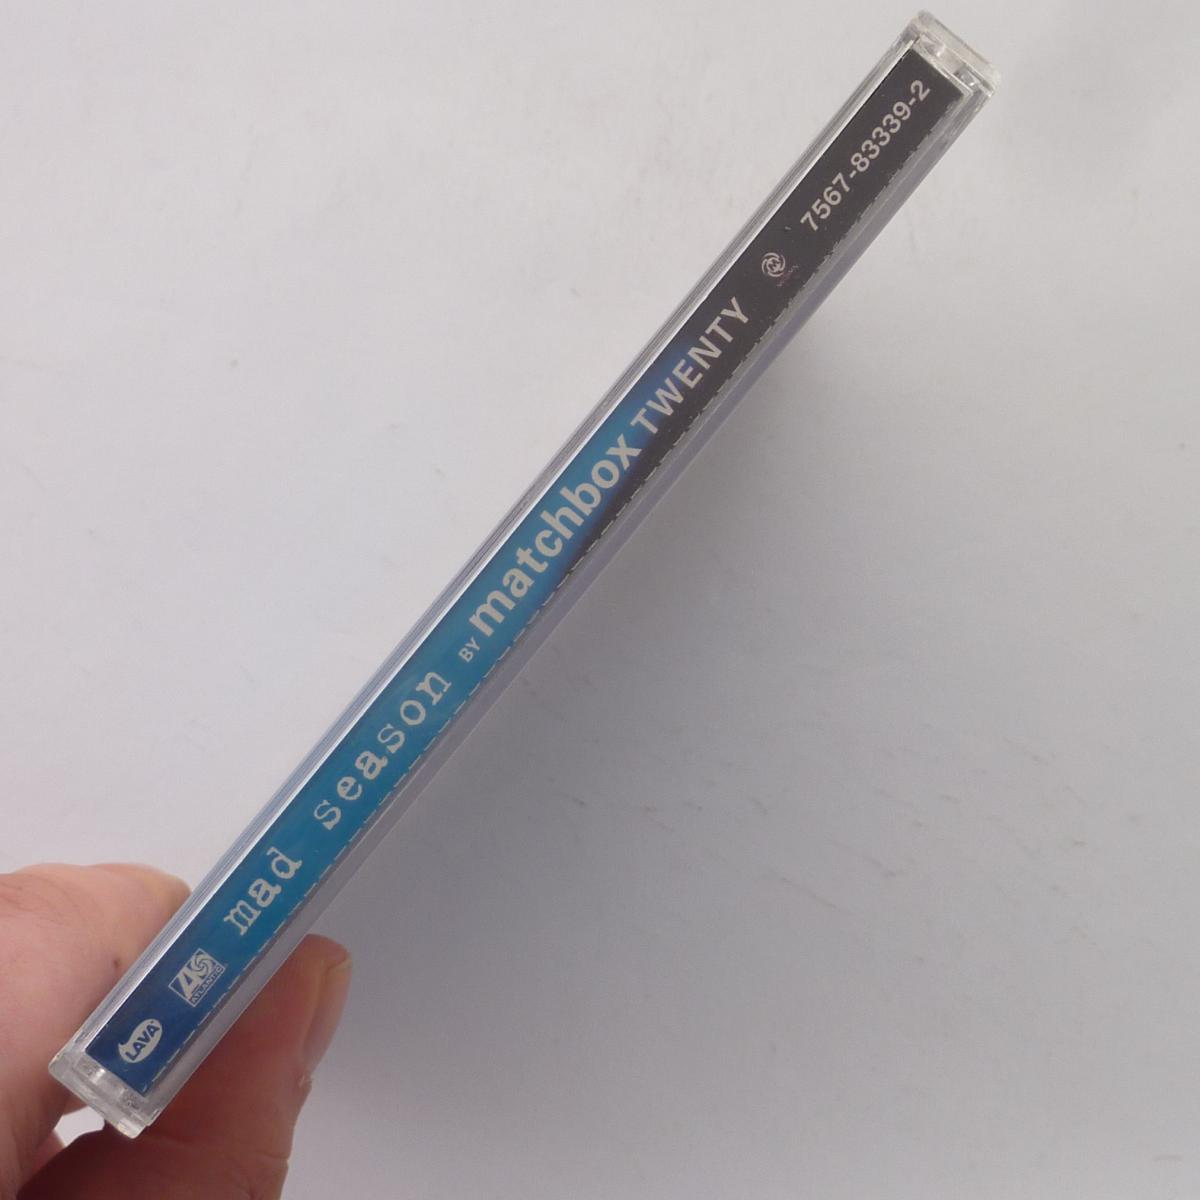 LAVA
ATLANTIC
mad season BY matchbox TWENTY
7567-83339-2